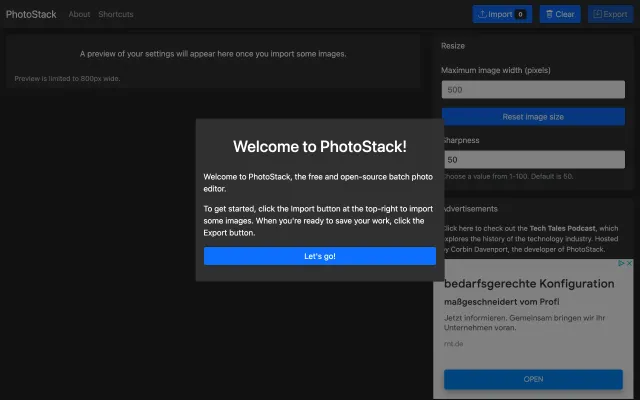 PhotoStack About Shortcuts Import 0 Clear Export
A preview of your settings will appear here once you import some images.
Preview is limited to 800px wide.
Resize
Maximum image width (pixels)
500
Reset image size
Sharpness
50
Choose a value from 1-100. Default is 50.
Welcome to PhotoStack!
Welcome to PhotoStack, the free and open-source batch photo
editor.
To get started, click the Import button at the top-right to import
some images. When you're ready to save your work, click the
Export button.
Let's go!
Advertisements
Click here to check out the Tech Tales Podcast, which
explores the history of the technology industry. Hosted
by Corbin Davenport, the developer of PhotoStack.
bedarfsgerechte Konfiguration
maßgeschneidert vom Profi
Jetzt informieren. Gemeinsam bringen wir Ihr
Unternehmen voran.
OPEN